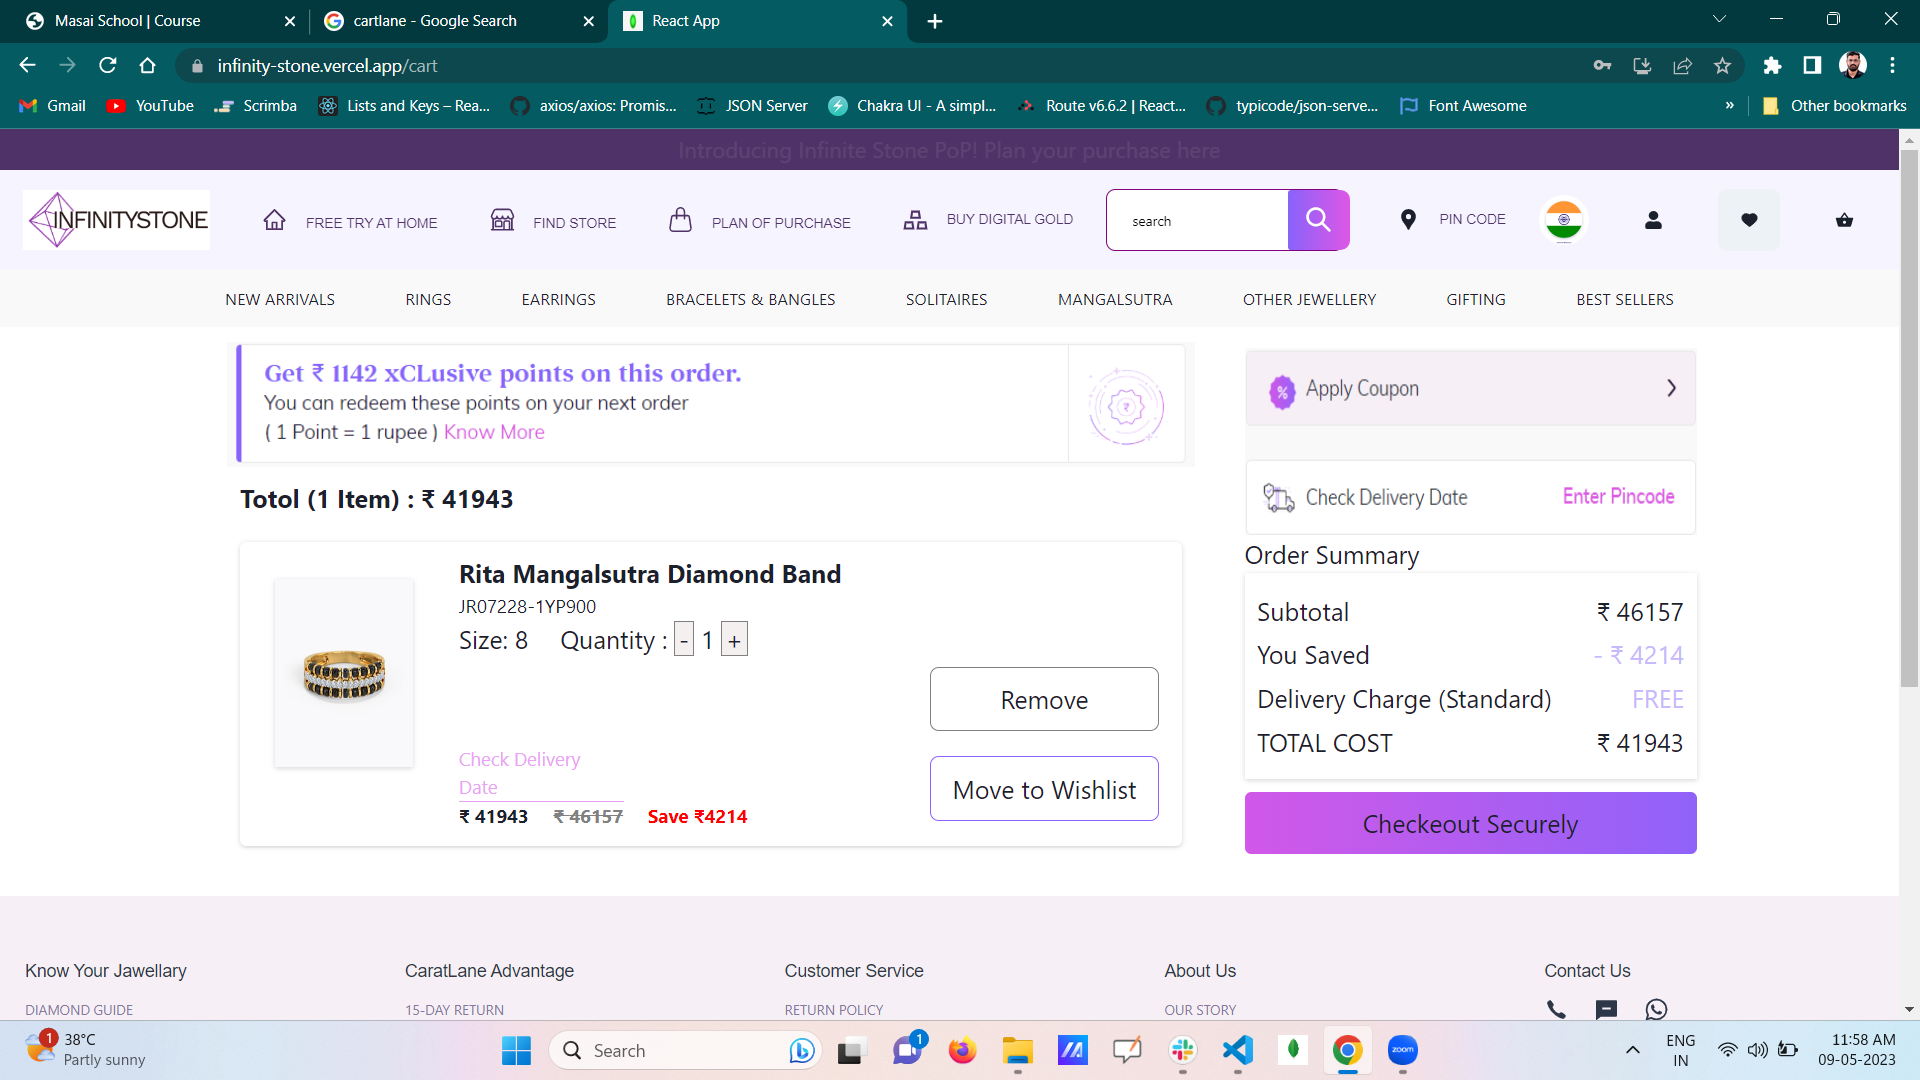 Masai School | Course
cartlane - Google Search
React App
infinity-stone.vercel.app/cart
Gmail
YouTube
Scrimba
Lists and Keys – Rea...
axios/axios: Promis...
JSON Server
Chakra UI - A simpl...
Route v6.6.2 | React...
typicode/json-serve...
Font Awesome
»
Other bookmarks
Introducing Infinite Stone PoP! Plan your purchase here
INFINITYSTONE
FREE TRY AT HOME
FIND STORE
PLAN OF PURCHASE
BUY DIGITAL GOLD
search
PIN CODE
NEW ARRIVALS
RINGS
EARRINGS
BRACELETS & BANGLES
SOLITAIRES
MANGALSUTRA
OTHER JEWELLERY
GIFTING
BEST SELLERS
Get ₹ 1142 xCLusive points on this order.
You can redeem these points on your next order
( 1 Point = 1 rupee ) Know More
Totol (1 Item) : ₹ 41943
Rita Mangalsutra Diamond Band
JR07228-1YP900
Size: 8 Quantity : - 1 +
Remove
Check Delivery
Date
Move to Wishlist
₹ 41943 ₹ 46157 Save ₹4214
% Apply Coupon
Check Delivery Date Enter Pincode
Order Summary
Subtotal ₹ 46157
You Saved - ₹ 4214
Delivery Charge (Standard) FREE
TOTAL COST ₹ 41943
Checkeout Securely
Know Your Jawellary
CaratLane Advantage
Customer Service
About Us
Contact Us
DIAMOND GUIDE
15-DAY RETURN
RETURN POLICY
OUR STORY
1
38°C
Partly sunny
Search
1
zoom
ENG
IN
11:58 AM
09-05-2023